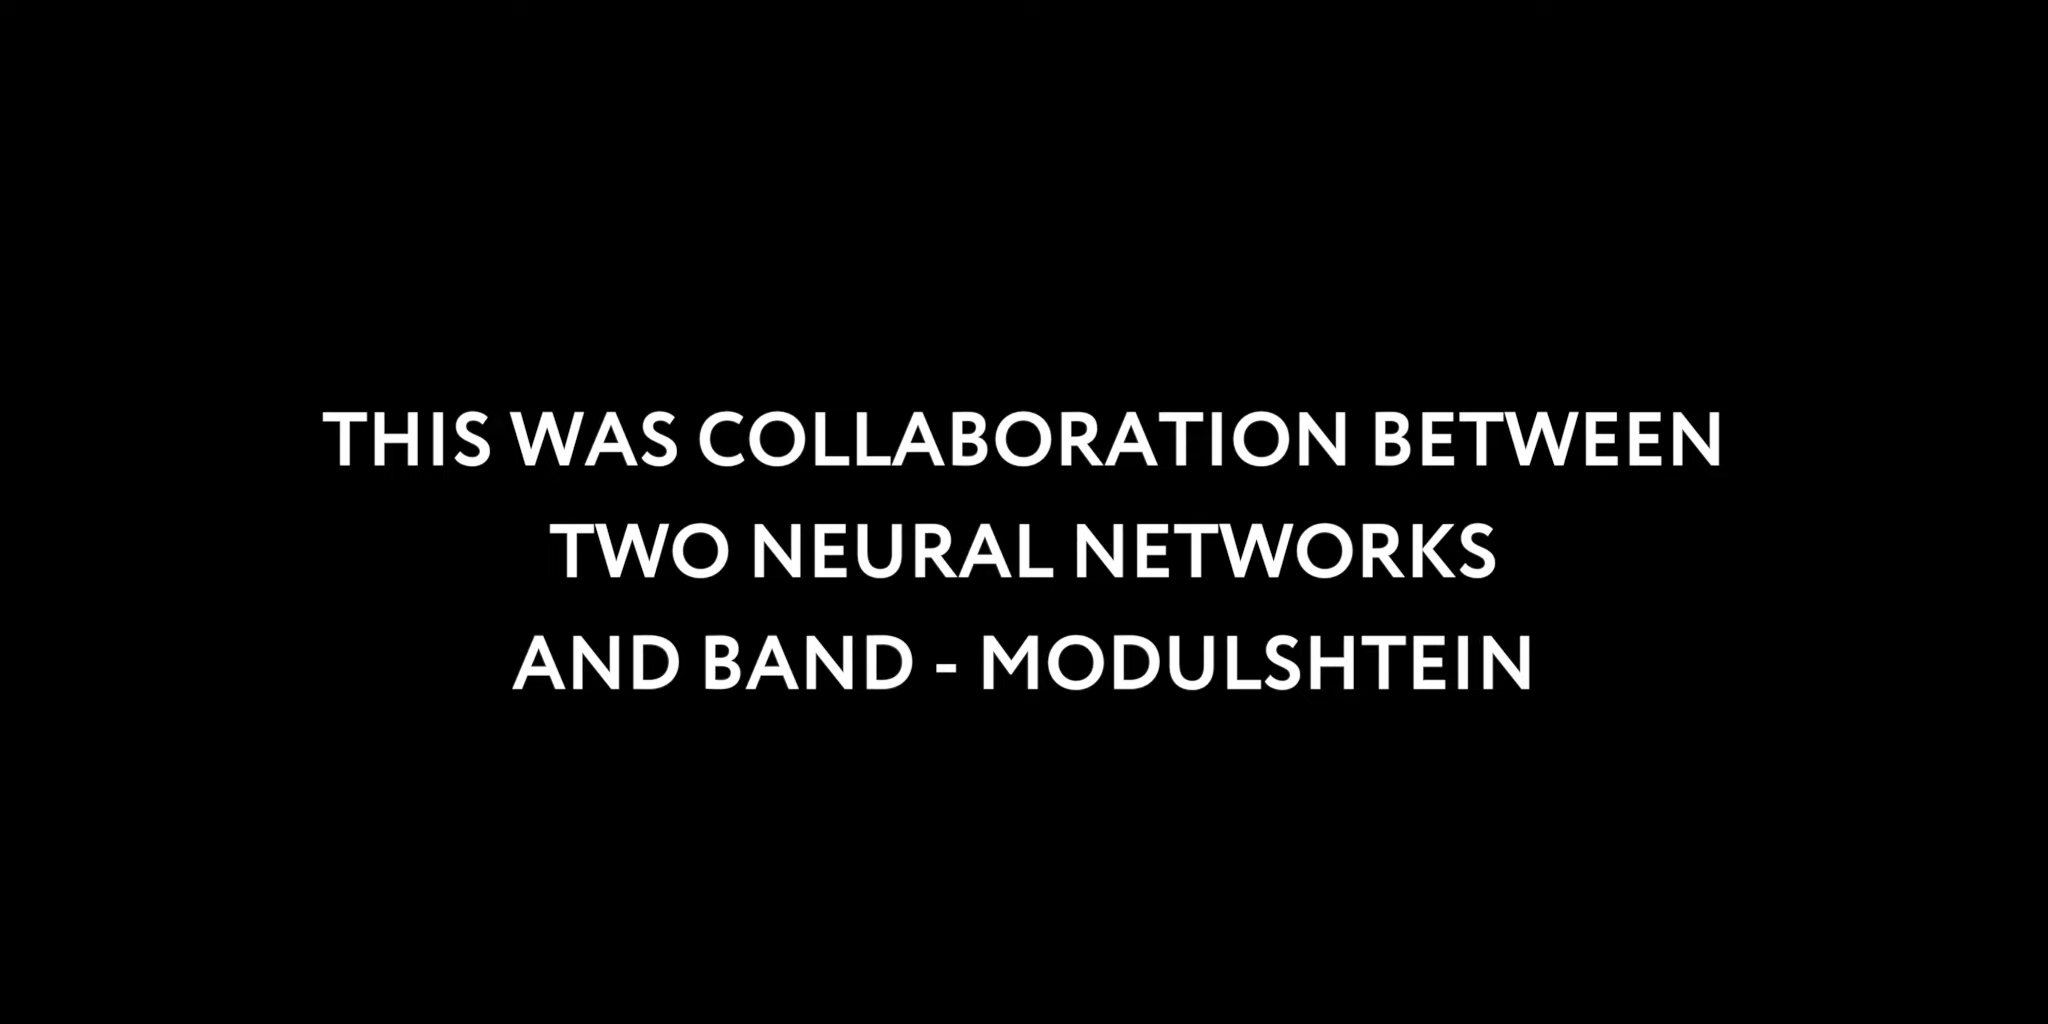 THIS WAS COLLABORATION BETWEEN
TWO NEURAL NETWORKS
AND BAND - MODULSHTEIN